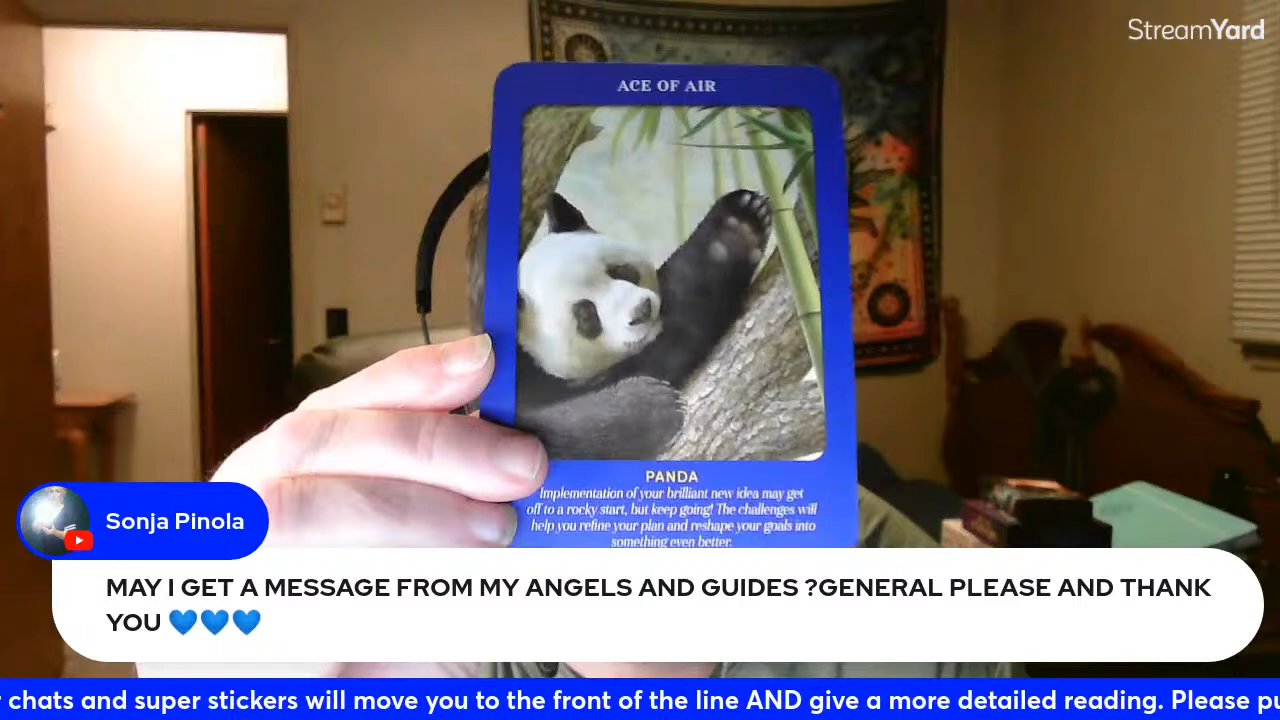 StreamYard
ACE OF AIR
PANDA
Implementation of your brilliant new idea may get
off to a rocky start, but keep going! The challenges will
help you refine your plan and reshape your goals into
something even better.
Sonja Pinola
MAY I GET A MESSAGE FROM MY ANGELS AND GUIDES ?GENERAL PLEASE AND THANK
YOU 💙💙💙
chats and super stickers will move you to the front of the line AND give a more detailed reading. Please